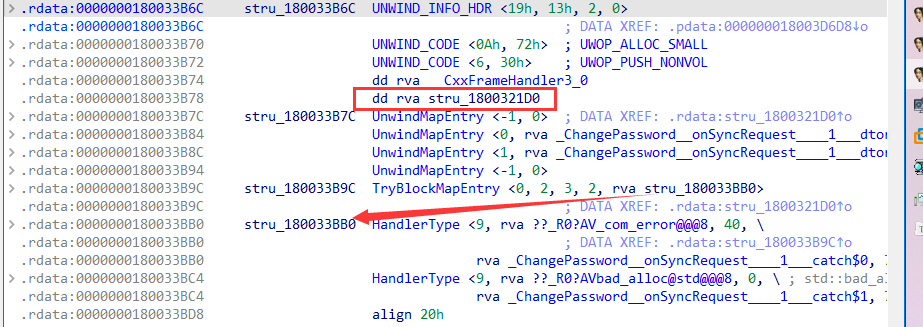 .rdata:0000000180033B6C stru_180033B6C UNWIND_INFO_HDR <19h, 13h, 2, 0>
.rdata:0000000180033B6C ; DATA XREF: .pdata:000000018003D6D8↓o
.rdata:0000000180033B70 UNWIND_CODE <0Ah, 72h> ; UWOP_ALLOC_SMALL
.rdata:0000000180033B72 UNWIND_CODE <6, 30h> ; UWOP_PUSH_NONVOL
.rdata:0000000180033B74 dd rva __CxxFrameHandler3_0
.rdata:0000000180033B78 dd rva stru_1800321D0
.rdata:0000000180033B7C stru_180033B7C UnwindMapEntry <-1, 0> ; DATA XREF: .rdata:stru_1800321D0↑o
.rdata:0000000180033B84 UnwindMapEntry <0, rva _ChangePassword__onSyncRequest____1___dton
.rdata:0000000180033B8C UnwindMapEntry <1, rva _ChangePassword__onSyncRequest____1___dton
.rdata:0000000180033B94 UnwindMapEntry <-1, 0>
.rdata:0000000180033B9C stru_180033B9C TryBlockMapEntry <0, 2, 3, 2, rva stru_180033BB0>
.rdata:0000000180033B9C ; DATA XREF: .rdata:stru_1800321D0↑o
.rdata:0000000180033BB0 stru_180033BB0 HandlerType <9, rva ??_R0?AV_com_error@@@8, 40, \
.rdata:0000000180033BB0 ; DATA XREF: .rdata:stru_180033B9C↑o
.rdata:0000000180033BB0 rva _ChangePassword__onSyncRequest____1___catch$0, 7
.rdata:0000000180033BC4 HandlerType <9, rva ??_R0?AVbad_alloc@std@@@8, 0, \ ; std::bad_al
.rdata:0000000180033BC4 rva _ChangePassword__onSyncRequest____1___catch$1, 7
.rdata:0000000180033BD8 align 20h